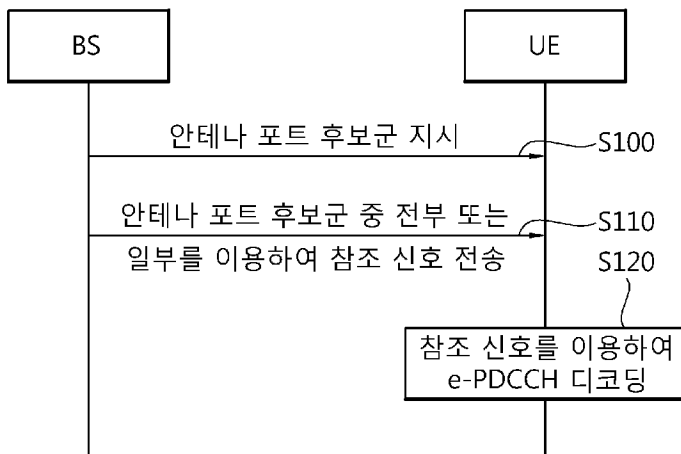 BS
UE
안테나 포트 후보군 지시
S100
안테나 포트 후보군 중 전부 또는
S110
일부를 이용하여 참조 신호 전송
S120
참조 신호를 이용하여
e-PDCCH 디코딩